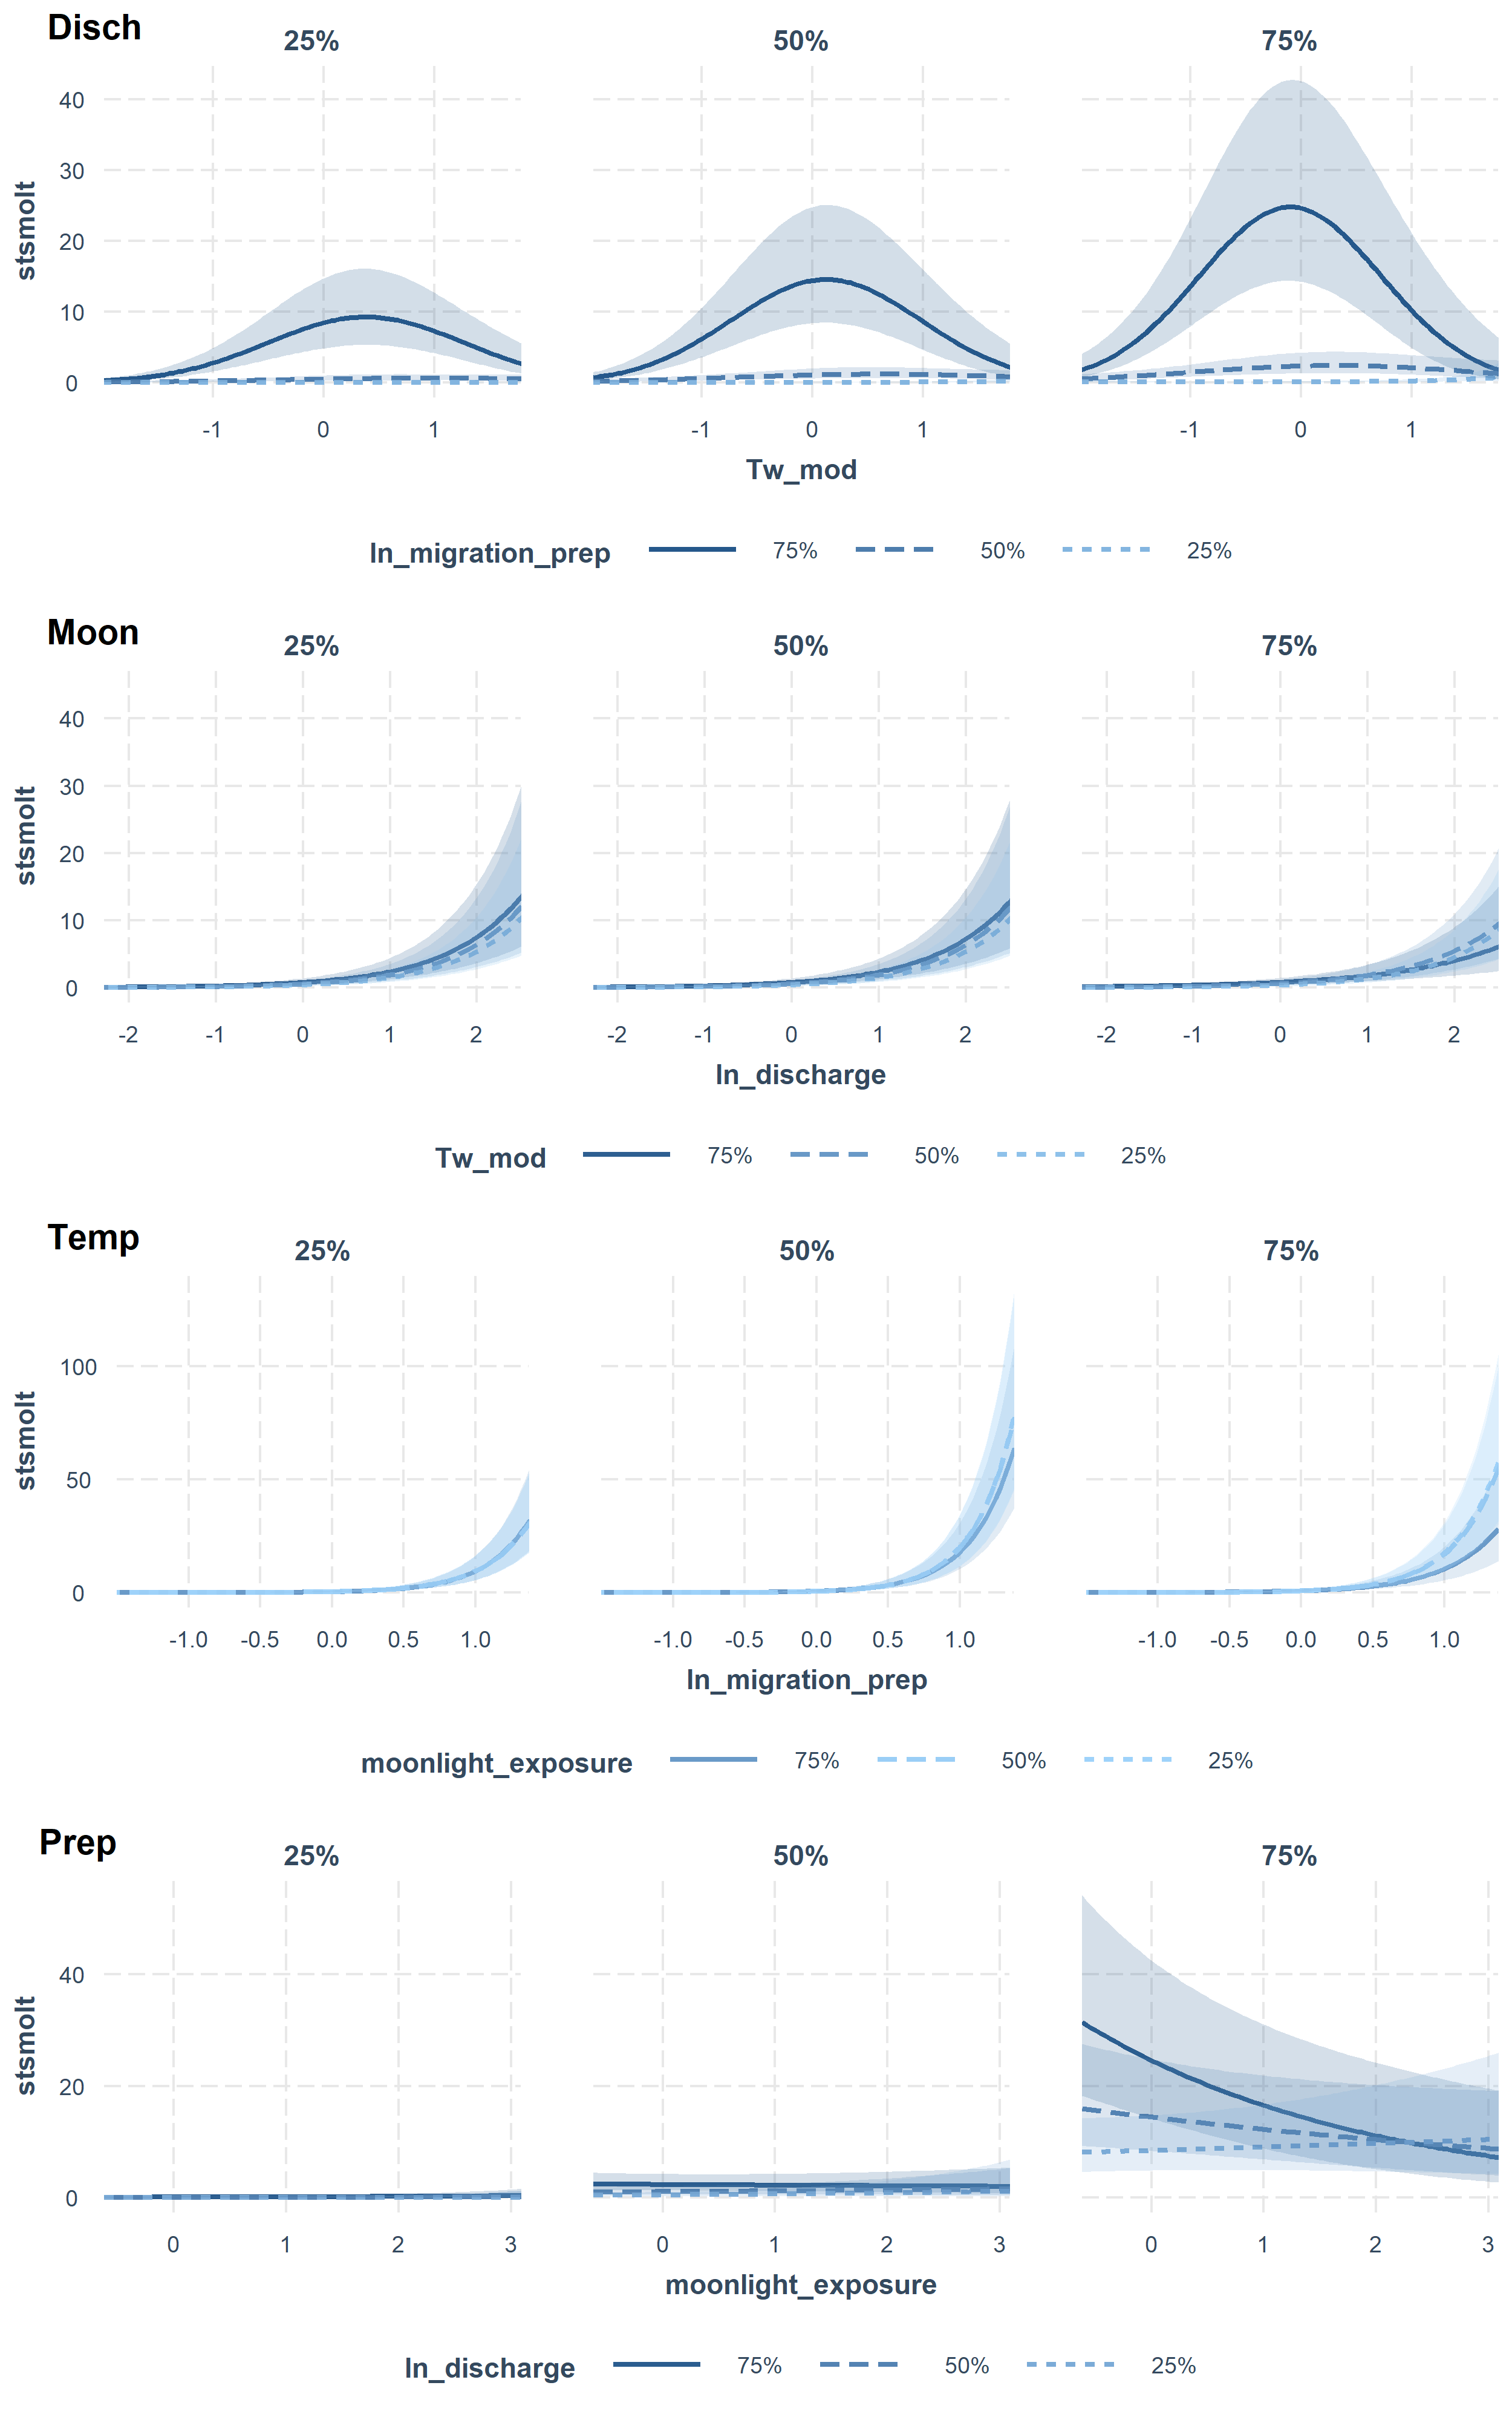 Disch
25% 50% 75%
stsmolt
40
30
20
10
0
-1 0 1 -1 0 1 -1 0 1
Tw_mod
ln_migration_prep 75% 50% 25%
Moon
25% 50% 75%
stsmolt
40
30
20
10
0
-2 -1 0 1 2 -2 -1 0 1 2 -2 -1 0 1 2
ln_discharge
Tw_mod 75% 50% 25%
Temp
25% 50% 75%
stsmolt
100
50
0
-1.0 -0.5 0.0 0.5 1.0 -1.0 -0.5 0.0 0.5 1.0 -1.0 -0.5 0.0 0.5 1.0
ln_migration_prep
moonlight_exposure 75% 50% 25%
Prep
25% 50% 75%
stsmolt
40
20
0
0 1 2 3 0 1 2 3 0 1 2 3
moonlight_exposure
ln_discharge 75% 50% 25%